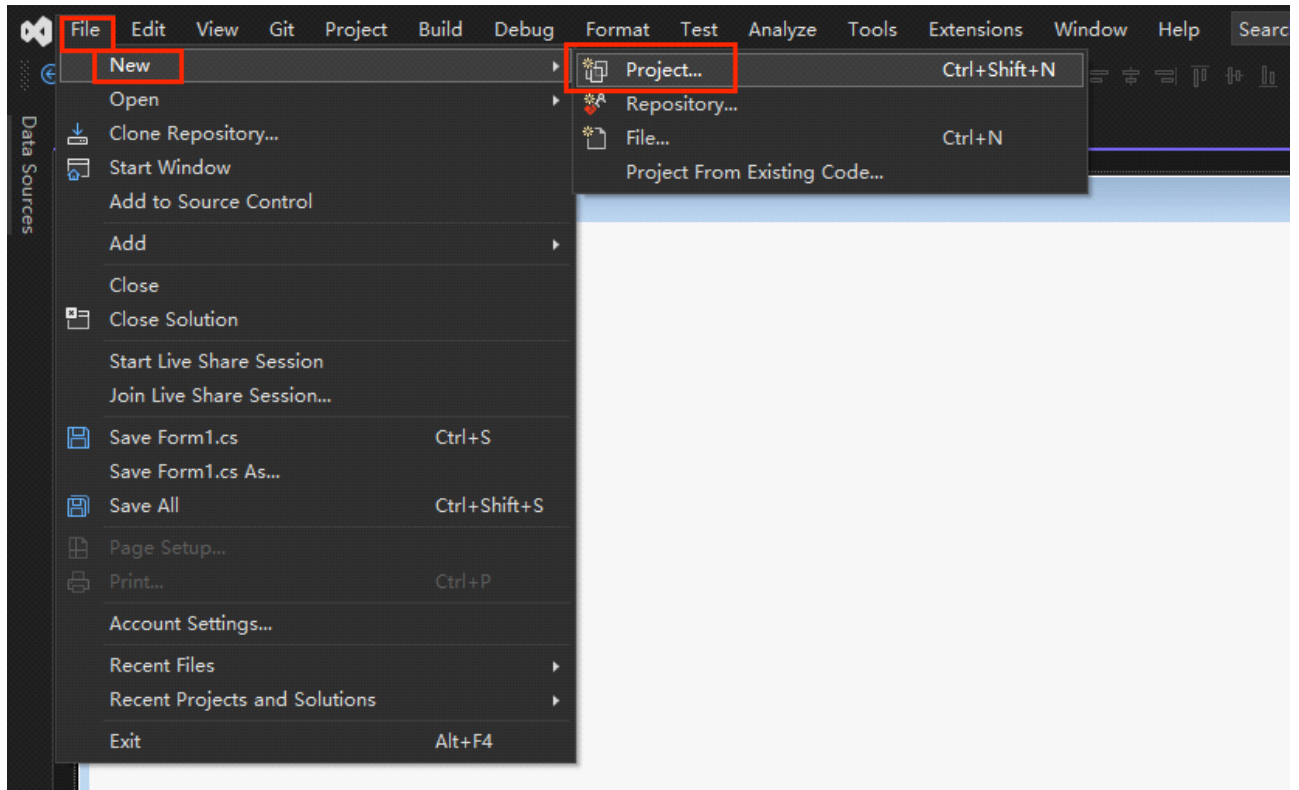 File Edit View Git Project Build Debug Format Test Analyze Tools Extensions Window Help Searc
New
Project... Ctrl+Shift+N
Open
Repository...
Clone Repository...
File... Ctrl+N
Start Window
Project From Existing Code...
Add to Source Control
Data Sources
Add
Close
Close Solution
Start Live Share Session
Join Live Share Session...
Save Form1.cs Ctrl+S
Save Form1.cs As...
Save All Ctrl+Shift+S
Page Setup...
Print... Ctrl+P
Account Settings...
Recent Files
Recent Projects and Solutions
Exit Alt+F4